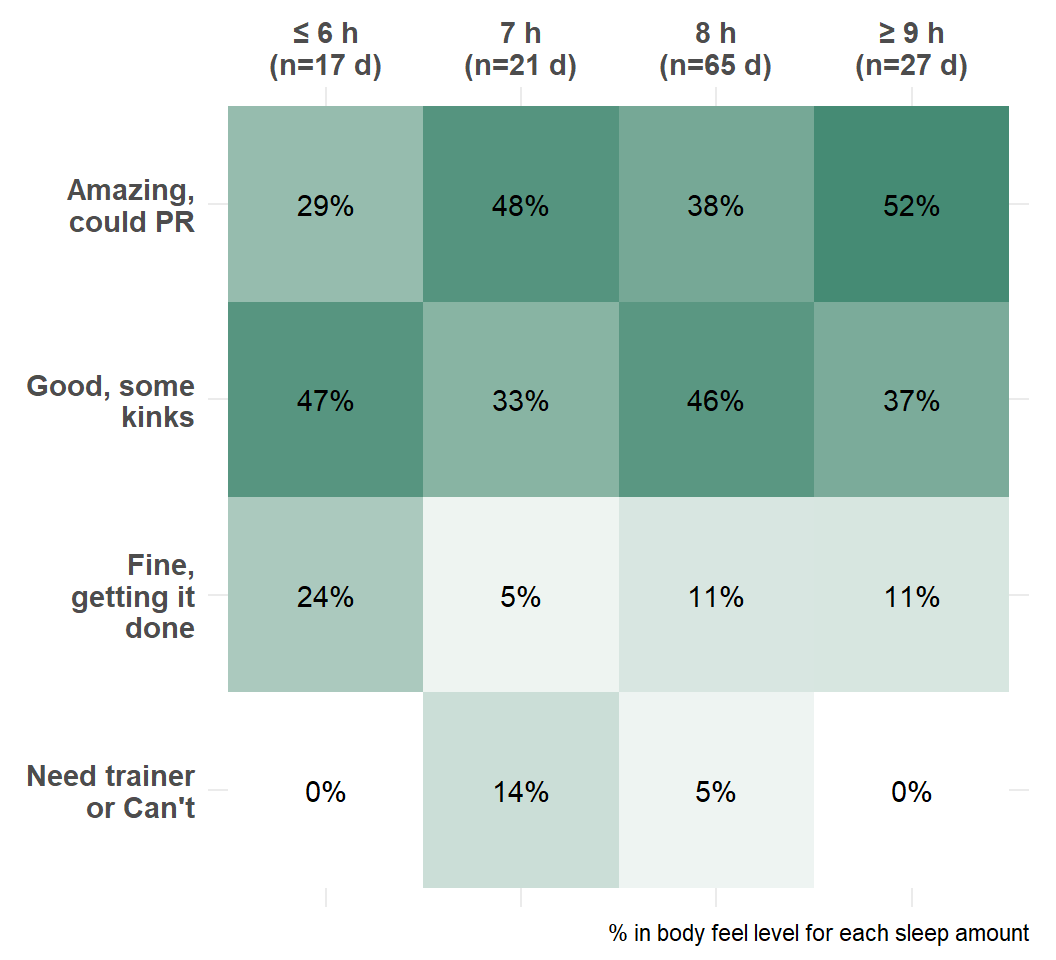 ≤ 6 h 7 h 8 h ≥ 9 h
(n=17 d) (n=21 d) (n=65 d) (n=27 d)
Amazing,
could PR
29% 48% 38% 52%
Good, some
kinks
47% 33% 46% 37%
Fine,
getting it
done
24% 5% 11% 11%
Need trainer
or Can't
0% 14% 5% 0%
% in body feel level for each sleep amount